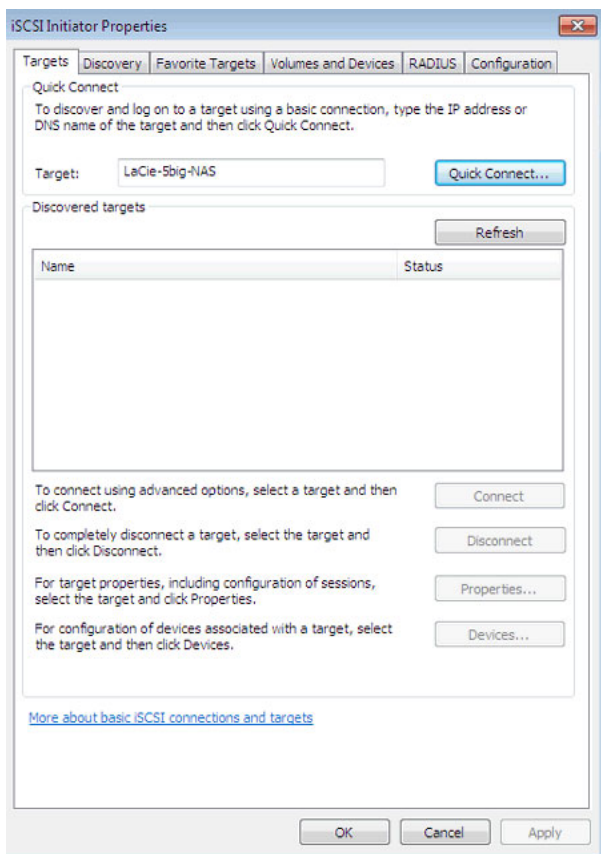 iSCSI Initiator Properties
Targets Discovery Favorite Targets Volumes and Devices RADIUS Configuration
Quick Connect
To discover and log on to a target using a basic connection, type the IP address or
DNS name of the target and then click Quick Connect.
Target: LaCie-5big-NAS Quick Connect...
Discovered targets
Refresh
Name Status
To connect using advanced options, select a target and then
click Connect.
Connect
To completely disconnect a target, select the target and
then click Disconnect.
Disconnect
For target properties, including configuration of sessions,
select the target and click Properties.
Properties...
For configuration of devices associated with a target, select
the target and then click Devices.
Devices...
More about basic iSCSI connections and targets
OK Cancel Apply